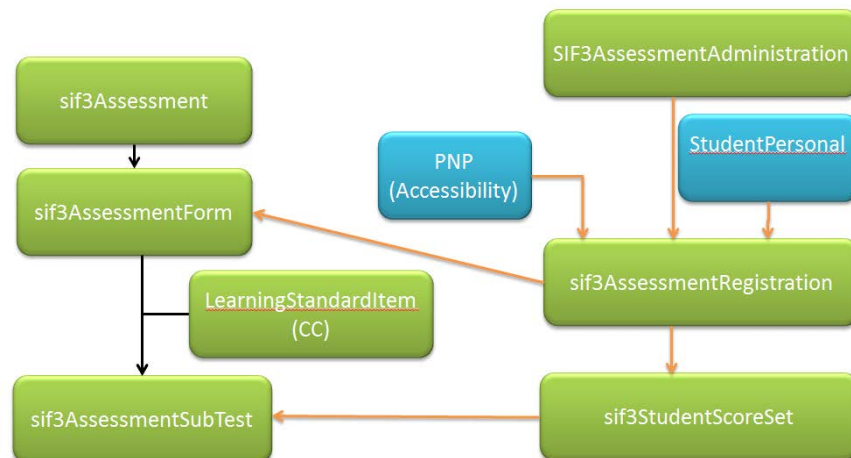 SIF3AssessmentAdministration
sif3Assessment
StudentPersonal
PNP
(Accessibility)
sif3AssessmentForm
sif3AssessmentRegistration
LearningStandardItem
(CC)
sif3AssessmentSubTest
sif3StudentScoreSet